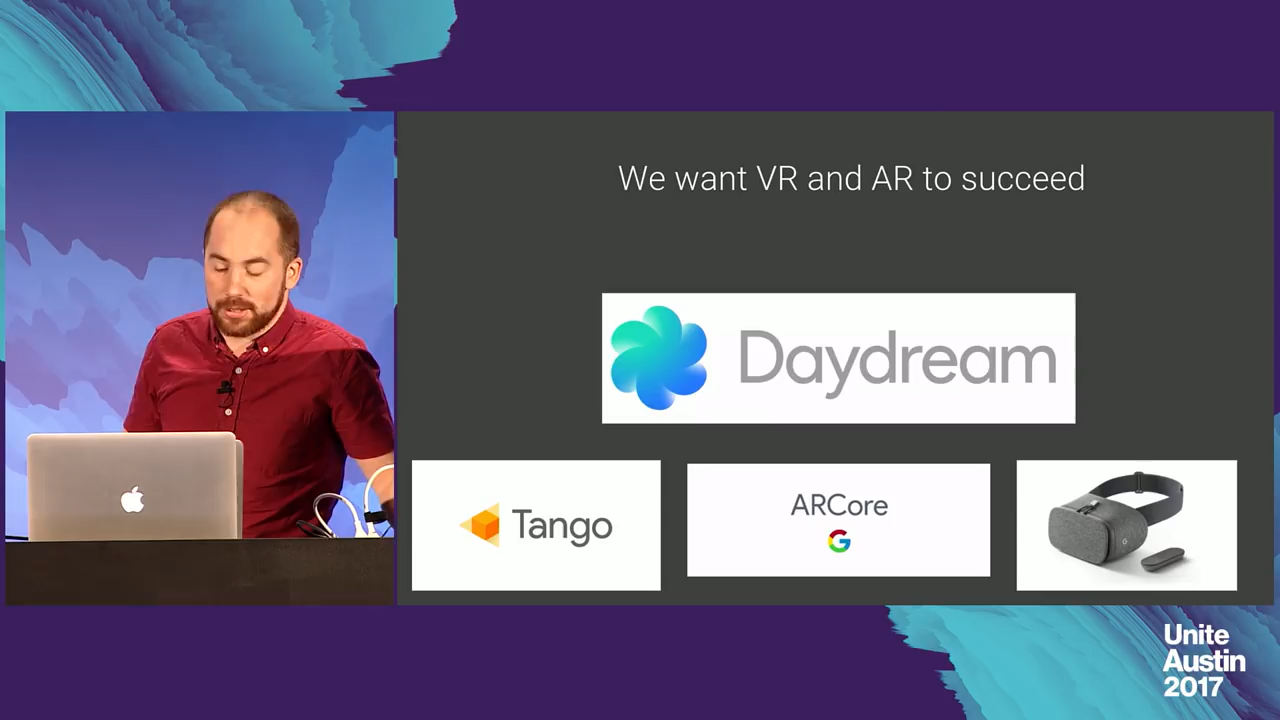 We want VR and AR to succeed
Daydream
Tango
ARCore
Unite
Austin
2017